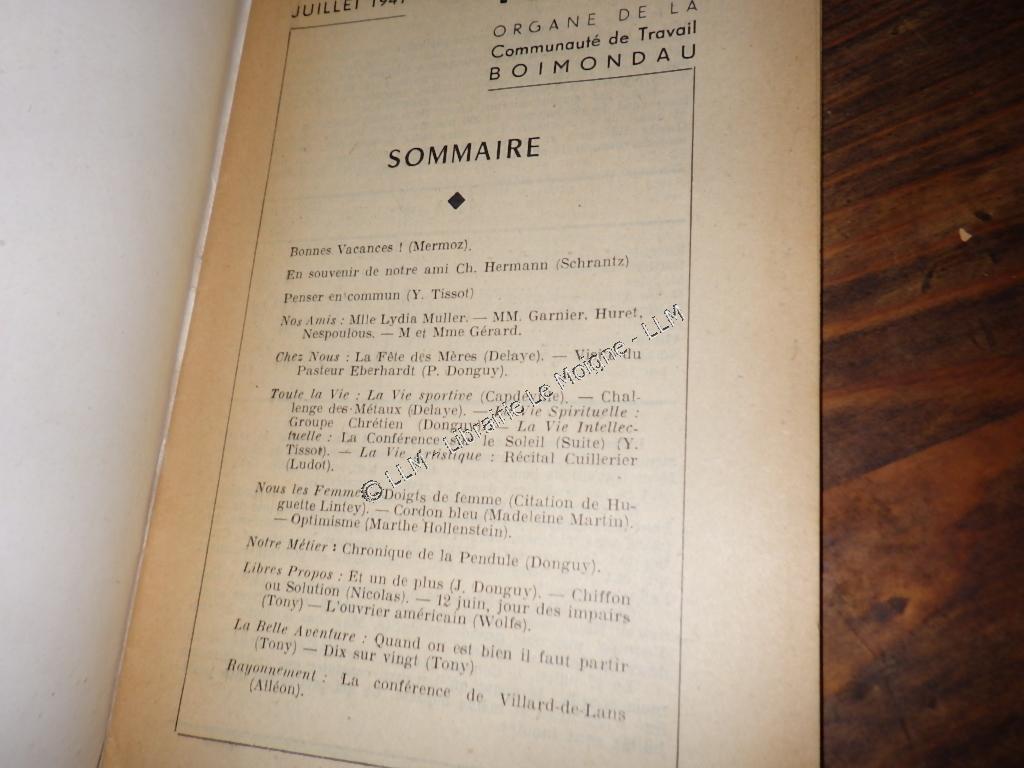 JUILLET 1947
ORGANE DE LA
Communauté de Travail
BOIMONDAU
SOMMAIRE
Bonnes Vacances ! (Mermoz).
En souvenir de notre ami Ch. Hermann (Schrantz)
Penser en commun (Y. Tissot)
Nos Amis : Mlle Lydia Muller. — MM. Garnier, Huret,
Nespoulous. — M et Mme Gérard.
Chez Nous : La Fête des Mères (Delaye). — Visite du
Pasteur Eberhardt (P. Donguy).
Toute la Vie : La Vie sportive (Capdeville). — Chal-
lenge des Métaux (Delaye). — Vie Spirituelle :
Groupe Chrétien (Donguy). — La Vie Intellec-
tuelle : La Conférence le Soleil (Suite) (Y.
Tissot). — La Vie Artistique : Récital Cuillerier
(Ludot).
Nous les Femmes : Doigts de femme (Citation de Hu-
guette Lintey). — Cordon bleu (Madeleine Martin).
— Optimisme (Marthe Hollenstein).
Notre Métier : Chronique de la Pendule (Donguy).
Libres Propos : Et un de plus (J. Donguy). — Chiffon
ou Solution (Nicolas). — 12 juin, jour des impairs
(Tony) — L'ouvrier américain (Wolfs).
La Belle Aventure : Quand on est bien il faut partir
(Tony) — Dix sur vingt (Tony)
Rayonnement : La conférence de Villard-de-Lans
(Alléon).
© LLM - Librairie Le Moigne - LLM